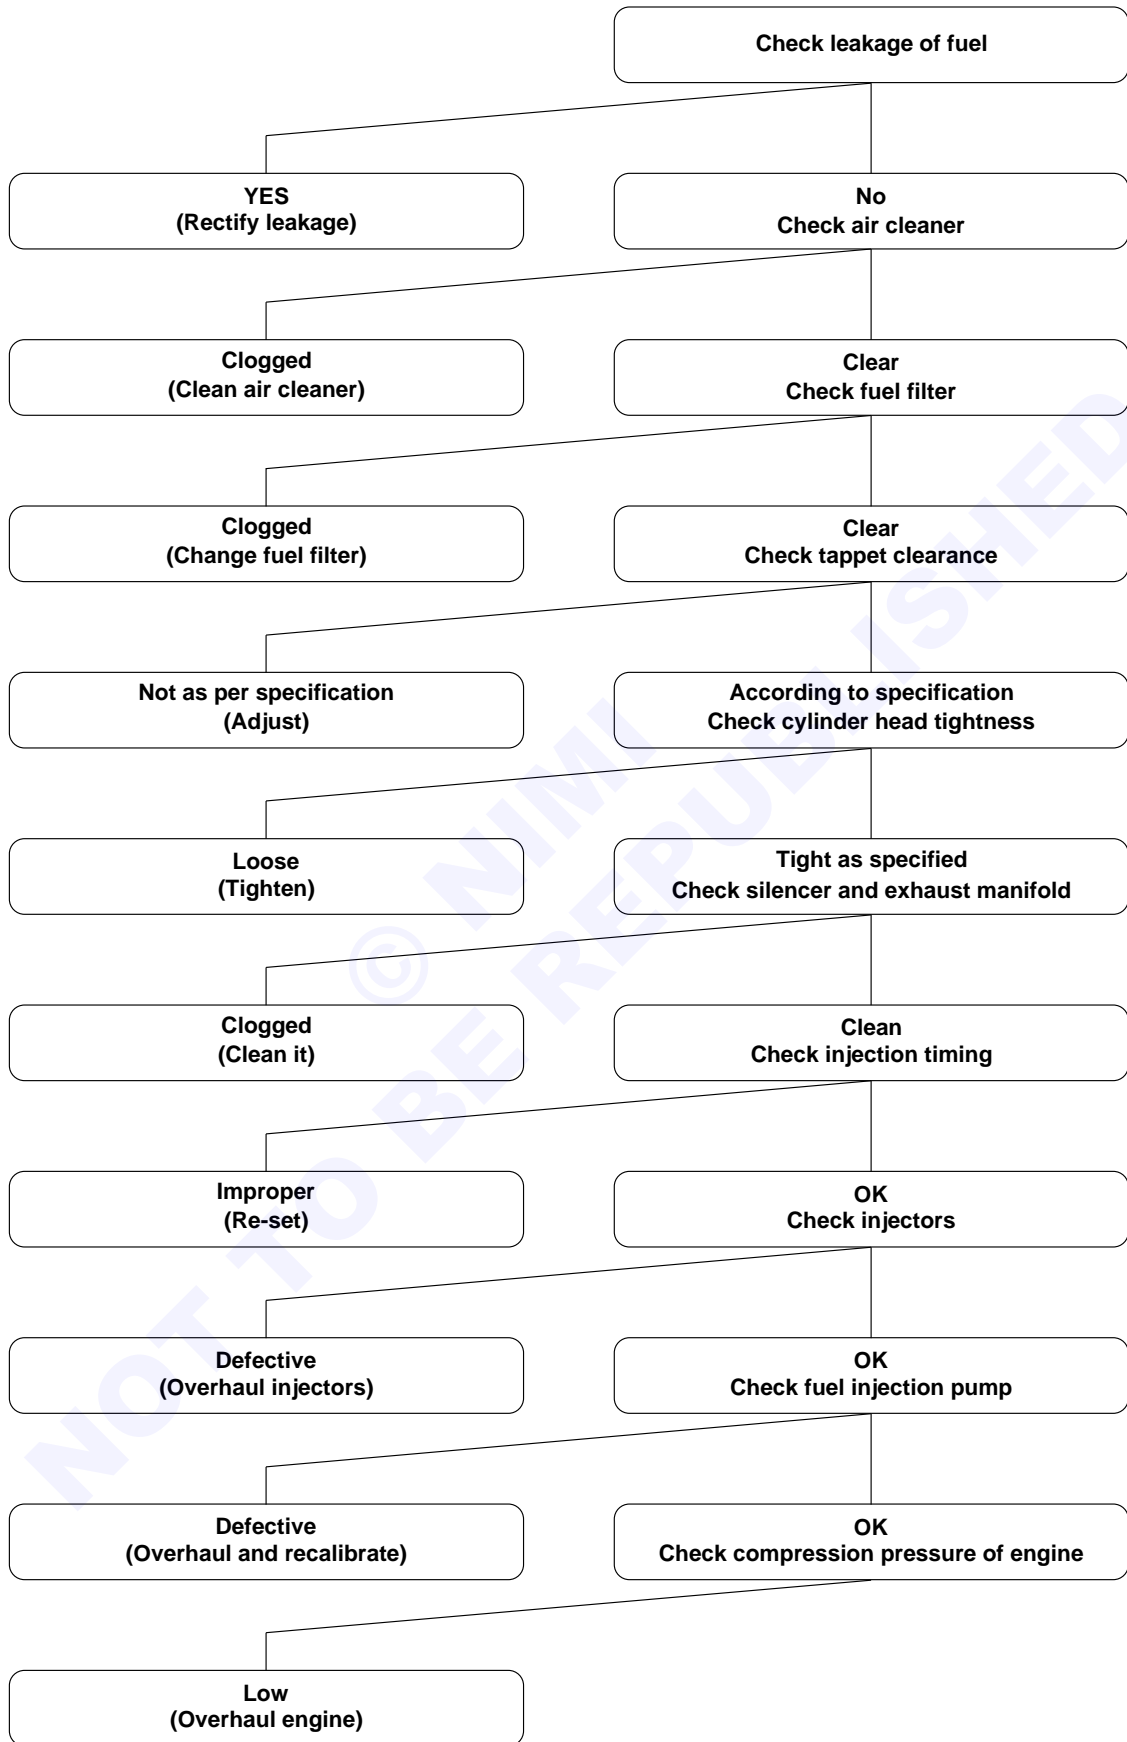 Check leakage of fuel
YES
(Rectify leakage)
No
Check air cleaner
Clogged
(Clean air cleaner)
Clear
Check fuel filter
Clogged
(Change fuel filter)
Clear
Check tappet clearance
Not as per specification
(Adjust)
According to specification
Check cylinder head tightness
Loose
(Tighten)
Tight as specified
Check silencer and exhaust manifold
Clogged
(Clean it)
Clean
Check injection timing
Improper
(Re-set)
OK
Check injectors
Defective
(Overhaul injectors)
OK
Check fuel injection pump
Defective
(Overhaul and recalibrate)
OK
Check compression pressure of engine
Low
(Overhaul engine)
© NIMI
NOT TO BE REPUBLISHED